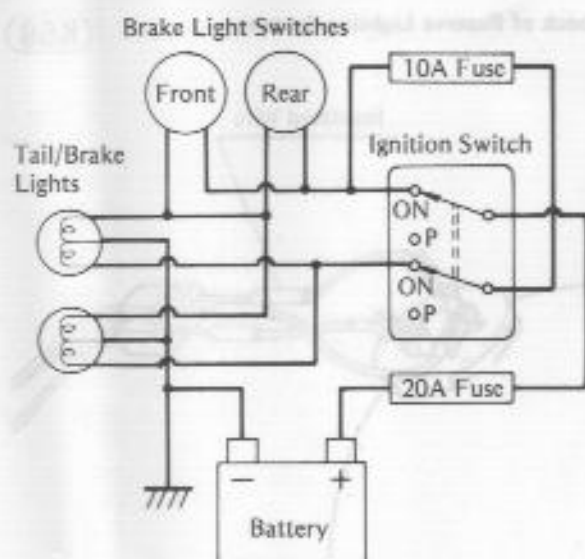 Brake Light Switches
Front
Rear
10A Fuse
Ignition Switch
Tail/Brake
Lights
ON
P
ON
P
20A Fuse
−
+
Battery